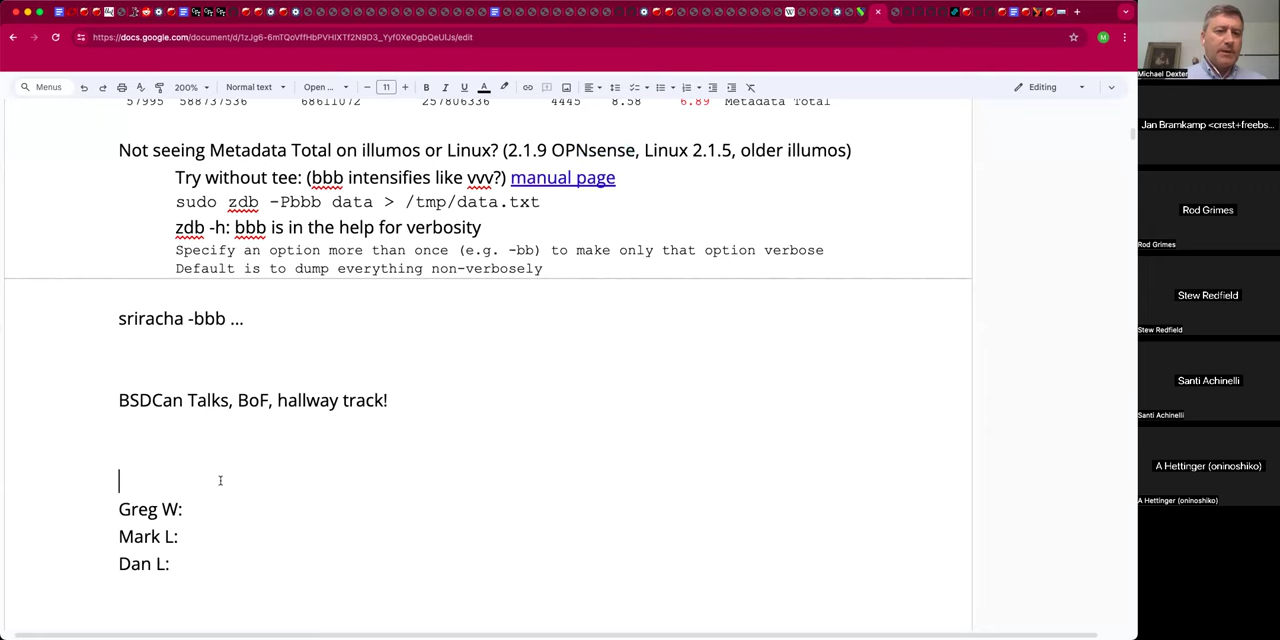 https://docs.google.com/document/d/1zJg6-6mTQoVffHbPVHIXTf2N9D3_Yyf0XeOgbQeUlJs/edit
Menus
200%
Normal text
Open ...
11
Editing
57995 588737536 68611072 257806336 4445 8.58 6.89 Metadata Total
Not seeing Metadata Total on illumos or Linux? (2.1.9 OPNsense, Linux 2.1.5, older illumos)
Try without tee: (bbb intensifies like vvv?) manual page
sudo zdb -Pbbb data > /tmp/data.txt
zdb -h: bbb is in the help for verbosity
Specify an option more than once (e.g. -bb) to make only that option verbose
Default is to dump everything non-verbosely
sriracha -bbb ...
BSDCan Talks, BoF, hallway track!
Greg W:
Mark L:
Dan L:
Michael Dexter
Jan Bramkamp <crest+freebs...
Rod Grimes
Rod Grimes
Stew Redfield
Stew Redfield
Santi Achinelli
Santi Achinelli
A Hettinger (oninoshiko)
A Hettinger (oninoshiko)